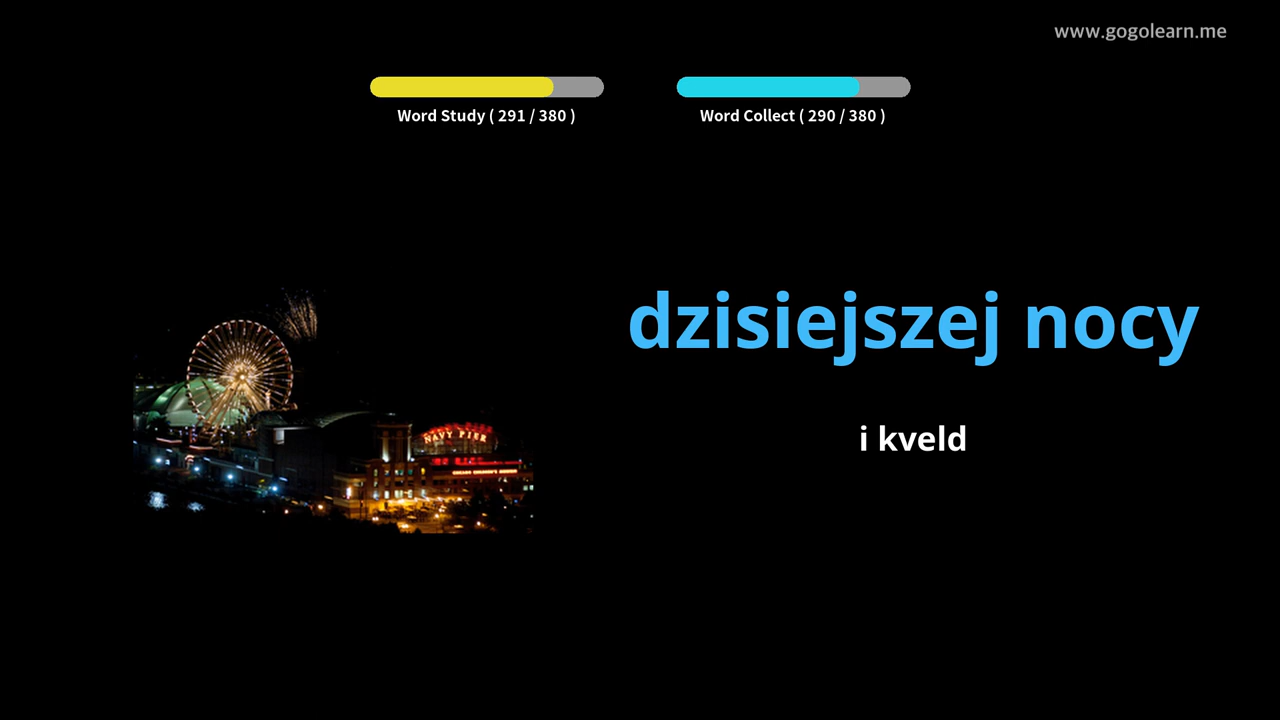 www.gogolearn.me
Word Study ( 291 / 380 )
Word Collect ( 290 / 380 )
dzisiejszej nocy
i kveld
NAVY PIER